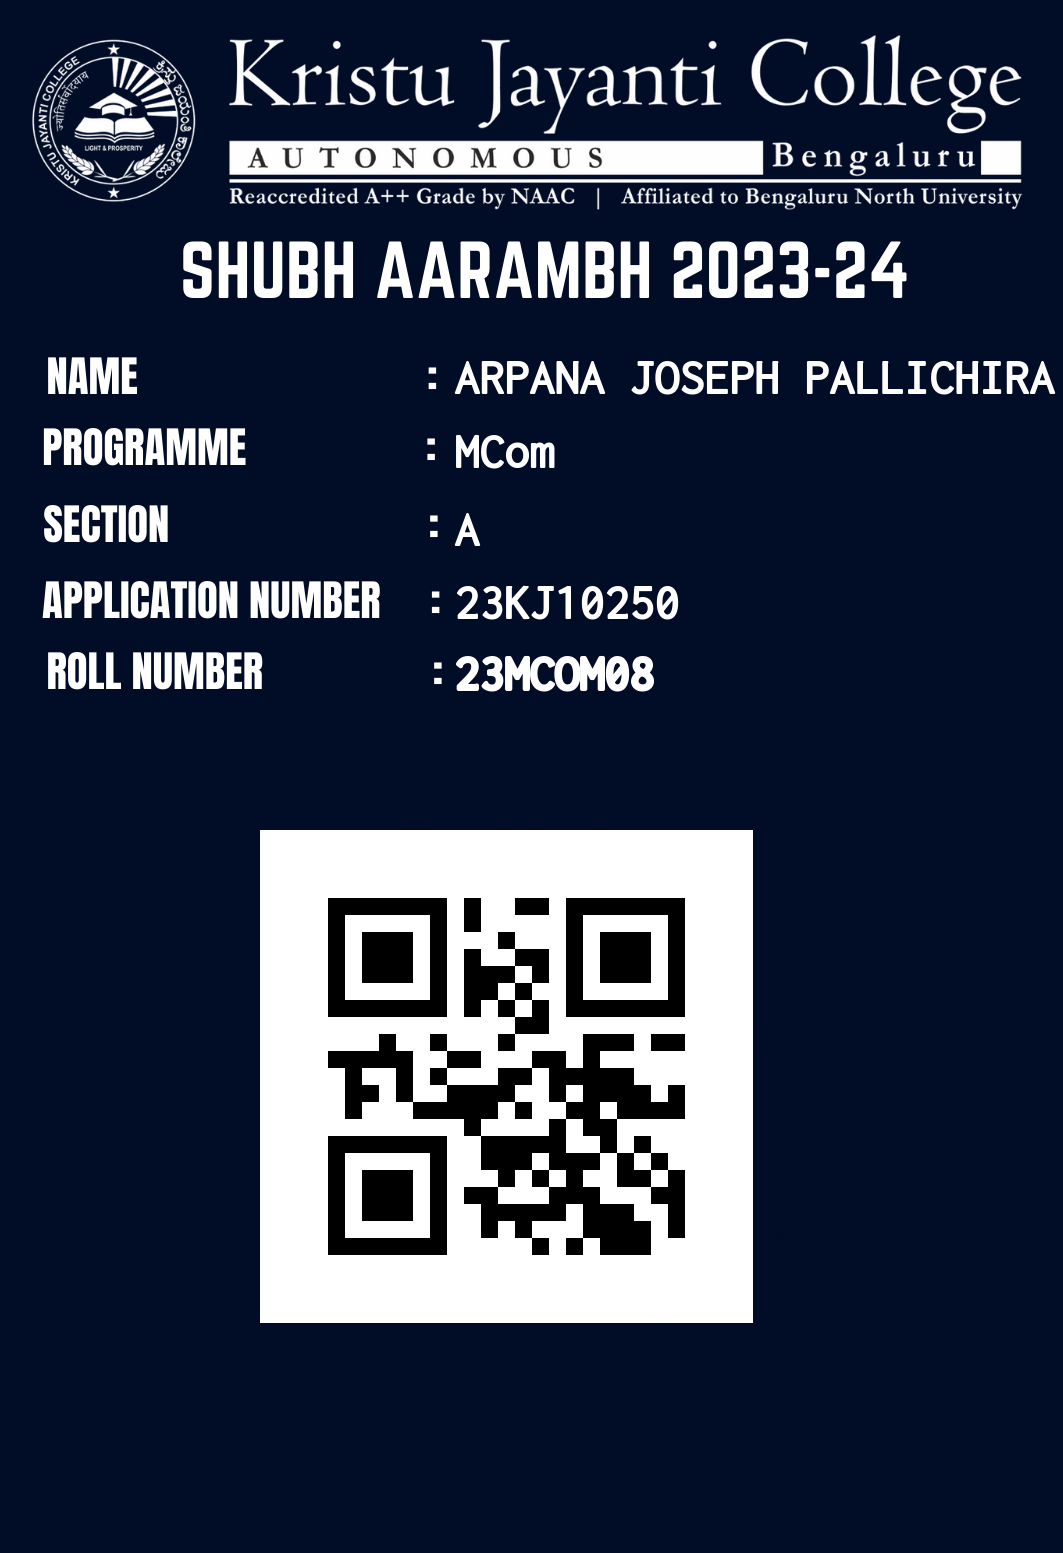 Kristu Jayanti College
AUTONOMOUS Bengaluru
Reaccredited A++ Grade by NAAC | Affiliated to Bengaluru North University
KRISTU JAYANTI COLLEGE
LIGHT & PROSPERITY
SHUBH AARAMBH 2023-24
NAME : ARPANA JOSEPH PALLICHIRA
PROGRAMME : MCom
SECTION : A
APPLICATION NUMBER : 23KJ10250
ROLL NUMBER : 23MCOM08